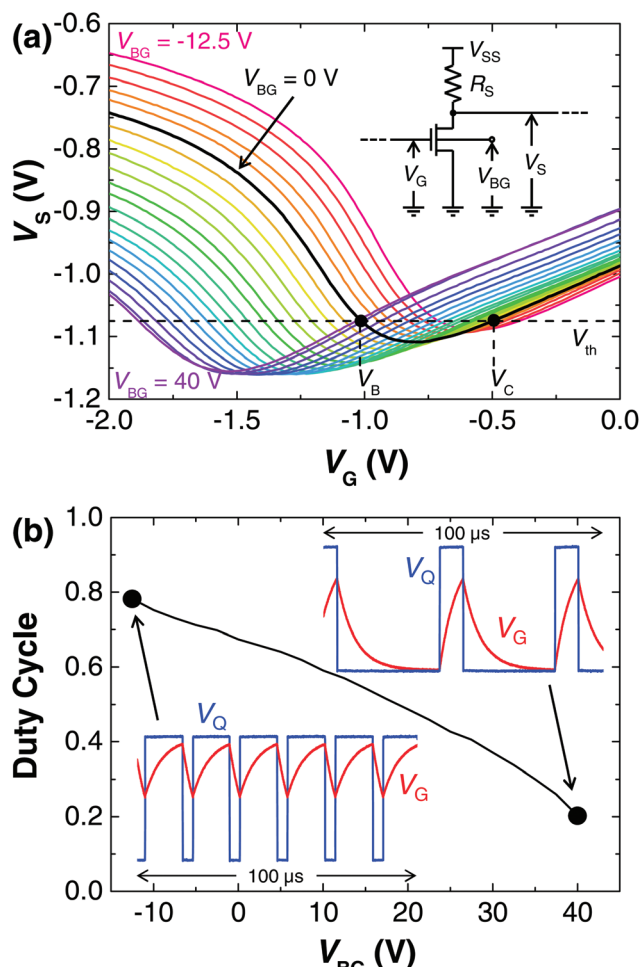 (a)
-0.6
-0.7
-0.8
-0.9
-1.0
-1.1
-1.2
V_S (V)
V_BG = -12.5 V
V_BG = 0 V
V_SS
R_S
V_G
V_BG
V_S
V_th
V_BG = 40 V
V_B
V_C
-2.0 -1.5 -1.0 -0.5 0.0
V_G (V)
(b)
1.0
0.8
0.6
0.4
0.2
0.0
Duty Cycle
100 µs
V_Q
V_G
V_Q
V_G
100 µs
-10 0 10 20 30 40
V_BG (V)